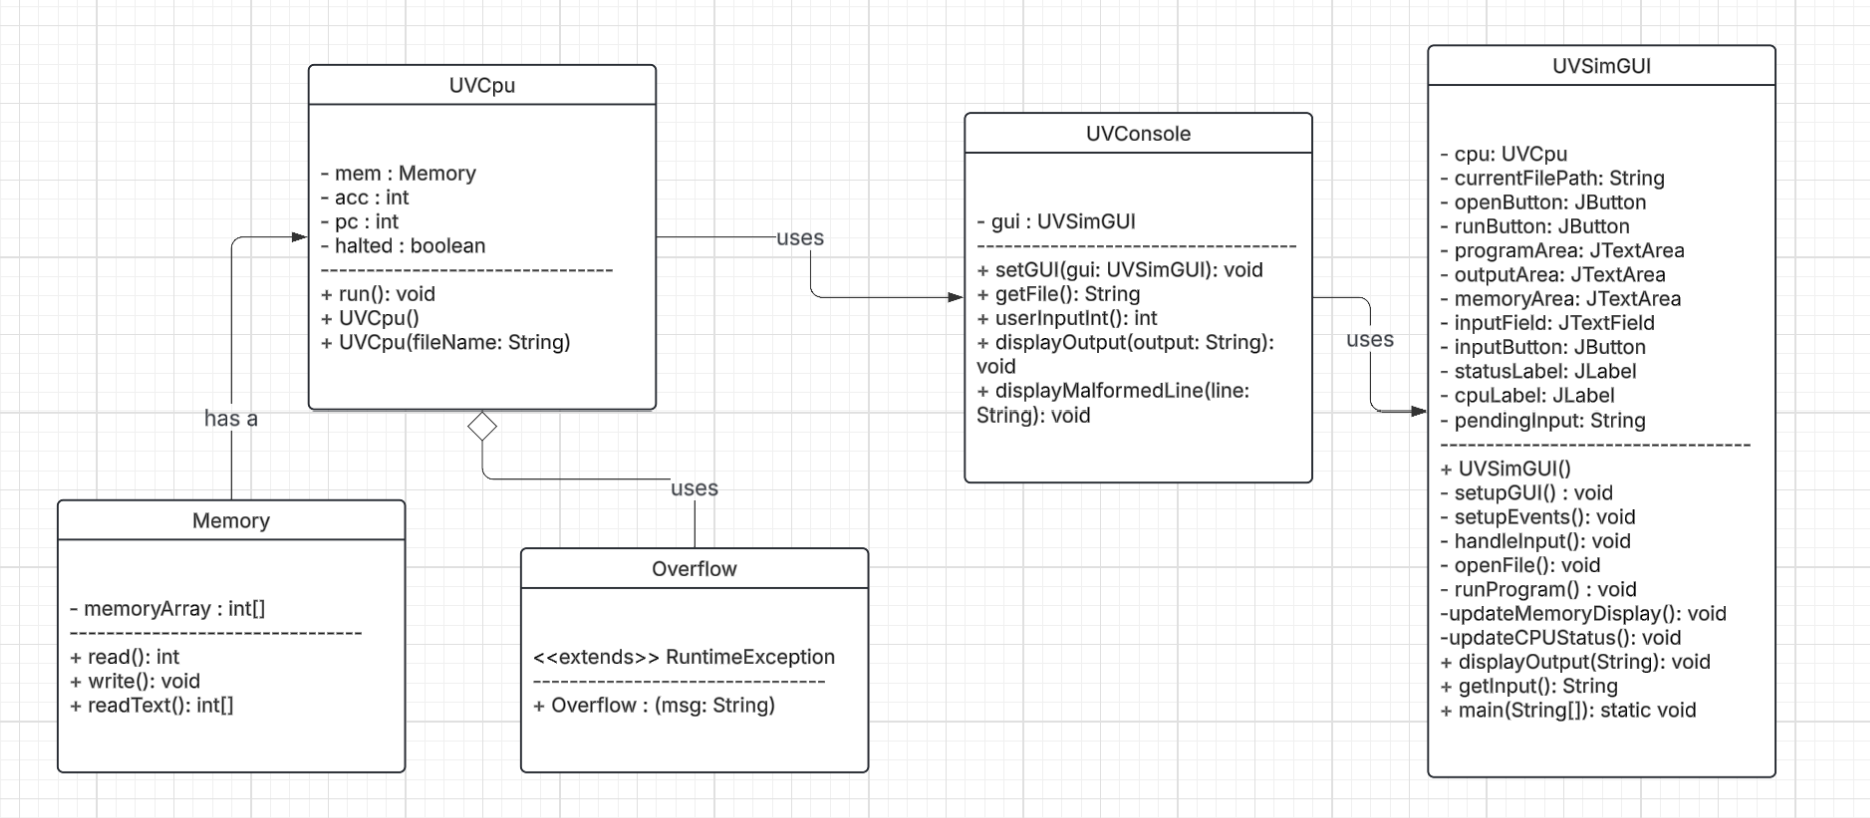 UVCpu
- mem : Memory
- acc : int
- pc : int
- halted : boolean
--------------------------------
+ run(): void
+ UVCpu()
+ UVCpu(fileName: String)
uses
has a
uses
Memory
- memoryArray : int[]
--------------------------------
+ read(): int
+ write(): void
+ readText(): int[]
Overflow
<<extends>> RuntimeException
--------------------------------
+ Overflow : (msg: String)
UVConsole
- gui : UVSimGUI
-----------------------------------
+ setGUI(gui: UVSimGUI): void
+ getFile(): String
+ userInputInt(): int
+ displayOutput(output: String):
void
+ displayMalformedLine(line:
String): void
uses
UVSimGUI
- cpu: UVCpu
- currentFilePath: String
- openButton: JButton
- runButton: JButton
- programArea: JTextArea
- outputArea: JTextArea
- memoryArea: JTextArea
- inputField: JTextField
- inputButton: JButton
- statusLabel: JLabel
- cpuLabel: JLabel
- pendingInput: String
----------------------------------
+ UVSimGUI()
- setupGUI() : void
- setupEvents(): void
- handleInput(): void
- openFile(): void
- runProgram() : void
-updateMemoryDisplay(): void
-updateCPUStatus(): void
+ displayOutput(String): void
+ getInput(): String
+ main(String[]): static void